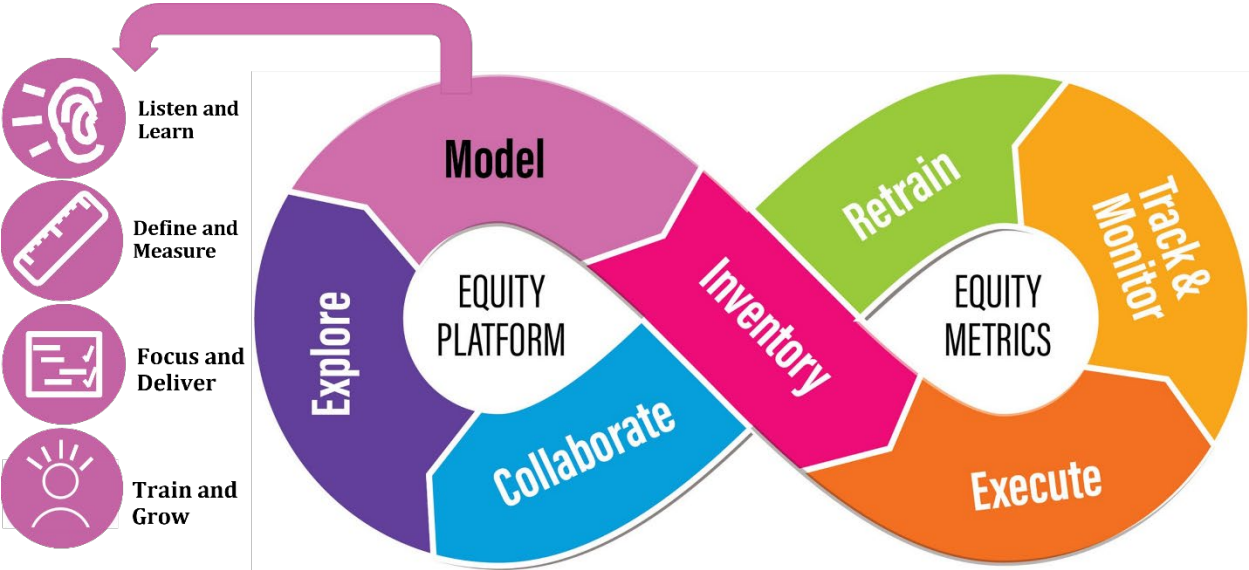 Listen and
Learn
Define and
Measure
Focus and
Deliver
Train and
Grow
Model
Explore
EQUITY
PLATFORM
Collaborate
Inventory
Retrain
Track &
Monitor
EQUITY
METRICS
Execute